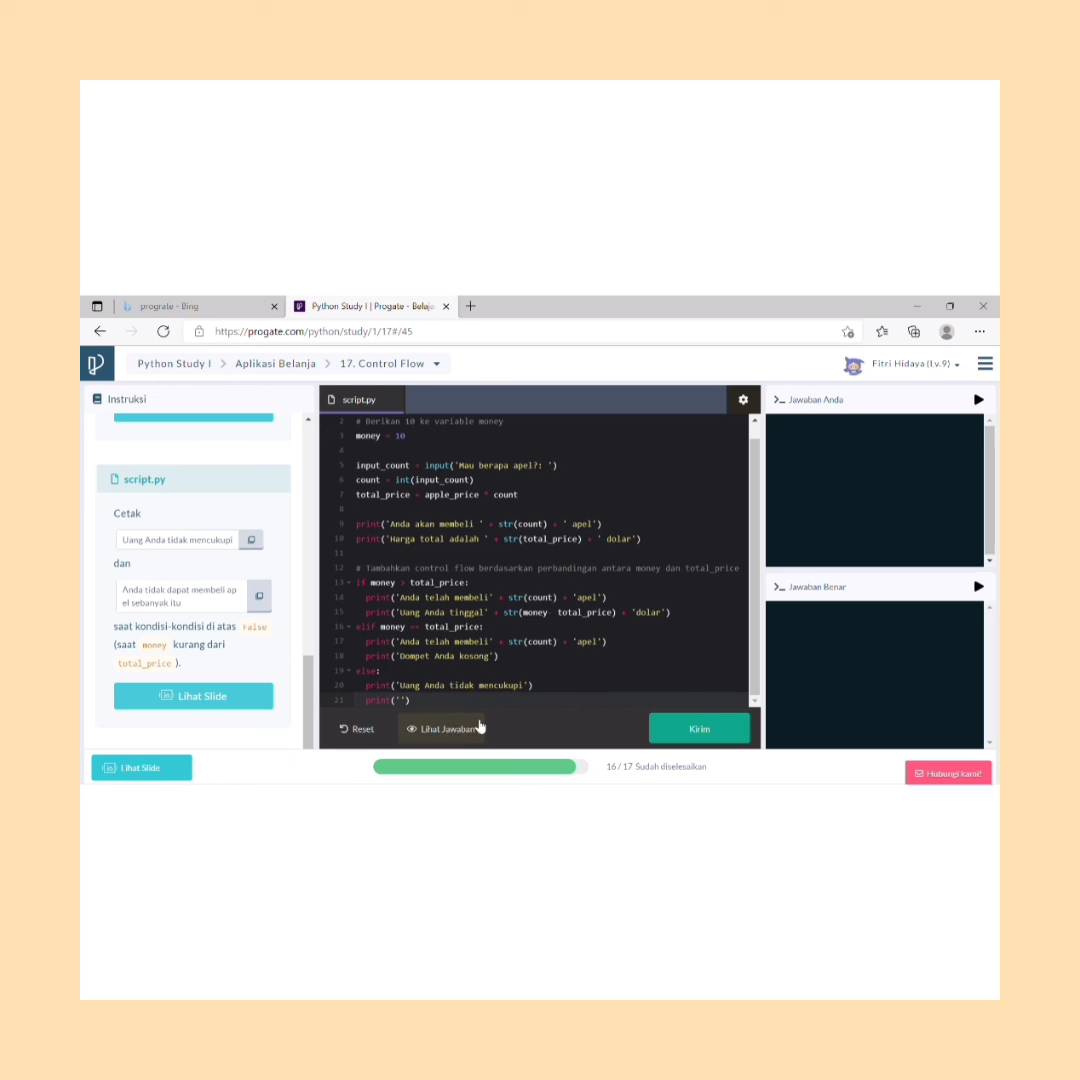 prograte - Bing
Python Study I | Progate - Belaja
https://progate.com/python/study/1/17#/45
Python Study I > Aplikasi Belanja > 17. Control Flow
Fitri Hidaya (Lv.9)
Instruksi
script.py
Cetak
Uang Anda tidak mencukupi
dan
Anda tidak dapat membeli ap
el sebanyak itu
saat kondisi-kondisi di atas False
(saat money kurang dari
total_price ).
Lihat Slide
script.py
2 # Berikan 10 ke variable money
3 money = 10
4
5 input_count = input('Mau berapa apel?: ')
6 count = int(input_count)
7 total_price = apple_price * count
8
9 print('Anda akan membeli ' + str(count) + ' apel')
10 print('Harga total adalah ' + str(total_price) + ' dolar')
11
12 # Tambahkan control flow berdasarkan perbandingan antara money dan total_price
13 if money > total_price:
14 print('Anda telah membeli' + str(count) + 'apel')
15 print('Uang Anda tinggal' + str(money- total_price) + 'dolar')
16 elif money == total_price:
17 print('Anda telah membeli' + str(count) + 'apel')
18 print('Dompet Anda kosong')
19 else:
20 print('Uang Anda tidak mencukupi')
21 print('')
Reset
Lihat Jawaban
Kirim
>_ Jawaban Anda
>_ Jawaban Benar
Lihat Slide
16 / 17 Sudah diselesaikan
Hubungi kami!